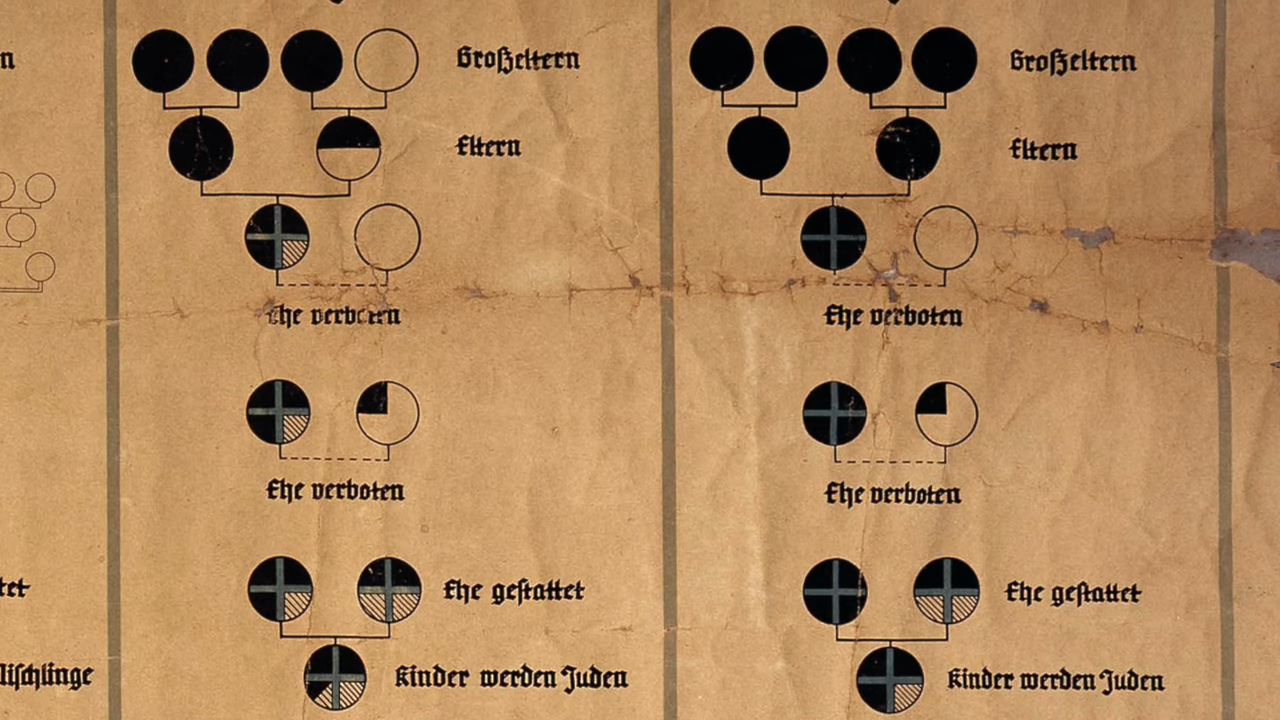 Großeltern
Eltern
Ehe verboten
Ehe verboten
Ehe gestattet
Kinder werden Juden
Großeltern
Eltern
Ehe verboten
Ehe verboten
Ehe gestattet
Kinder werden Juden